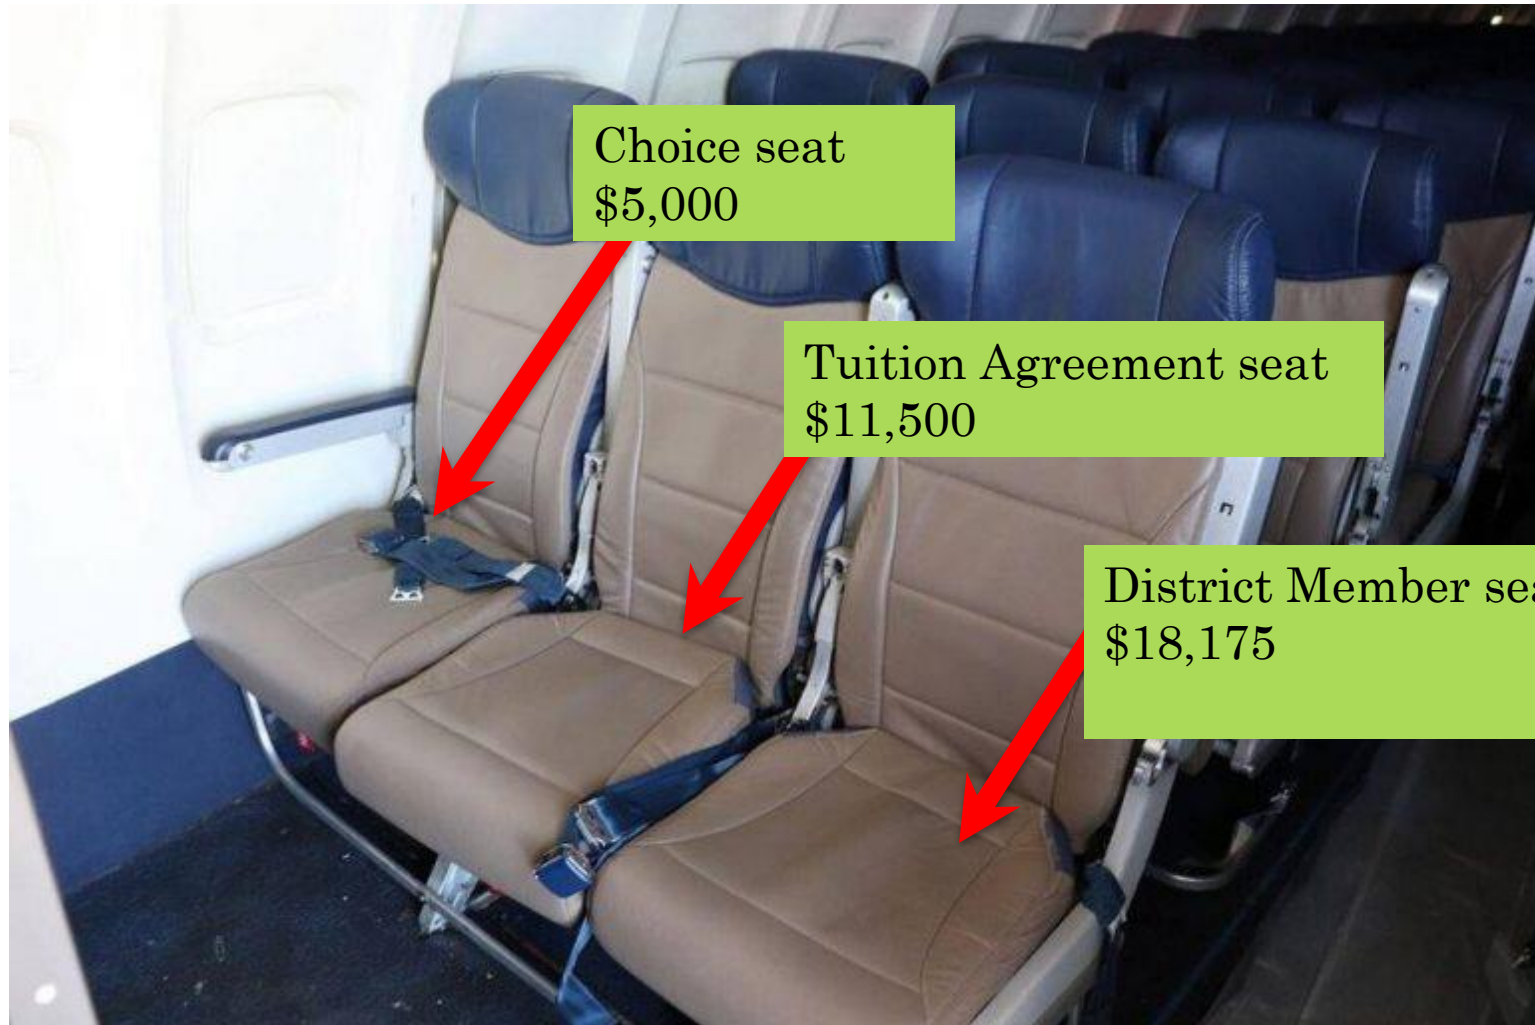 Choice seat
$5,000
Tuition Agreement seat
$11,500
District Member
$18,175